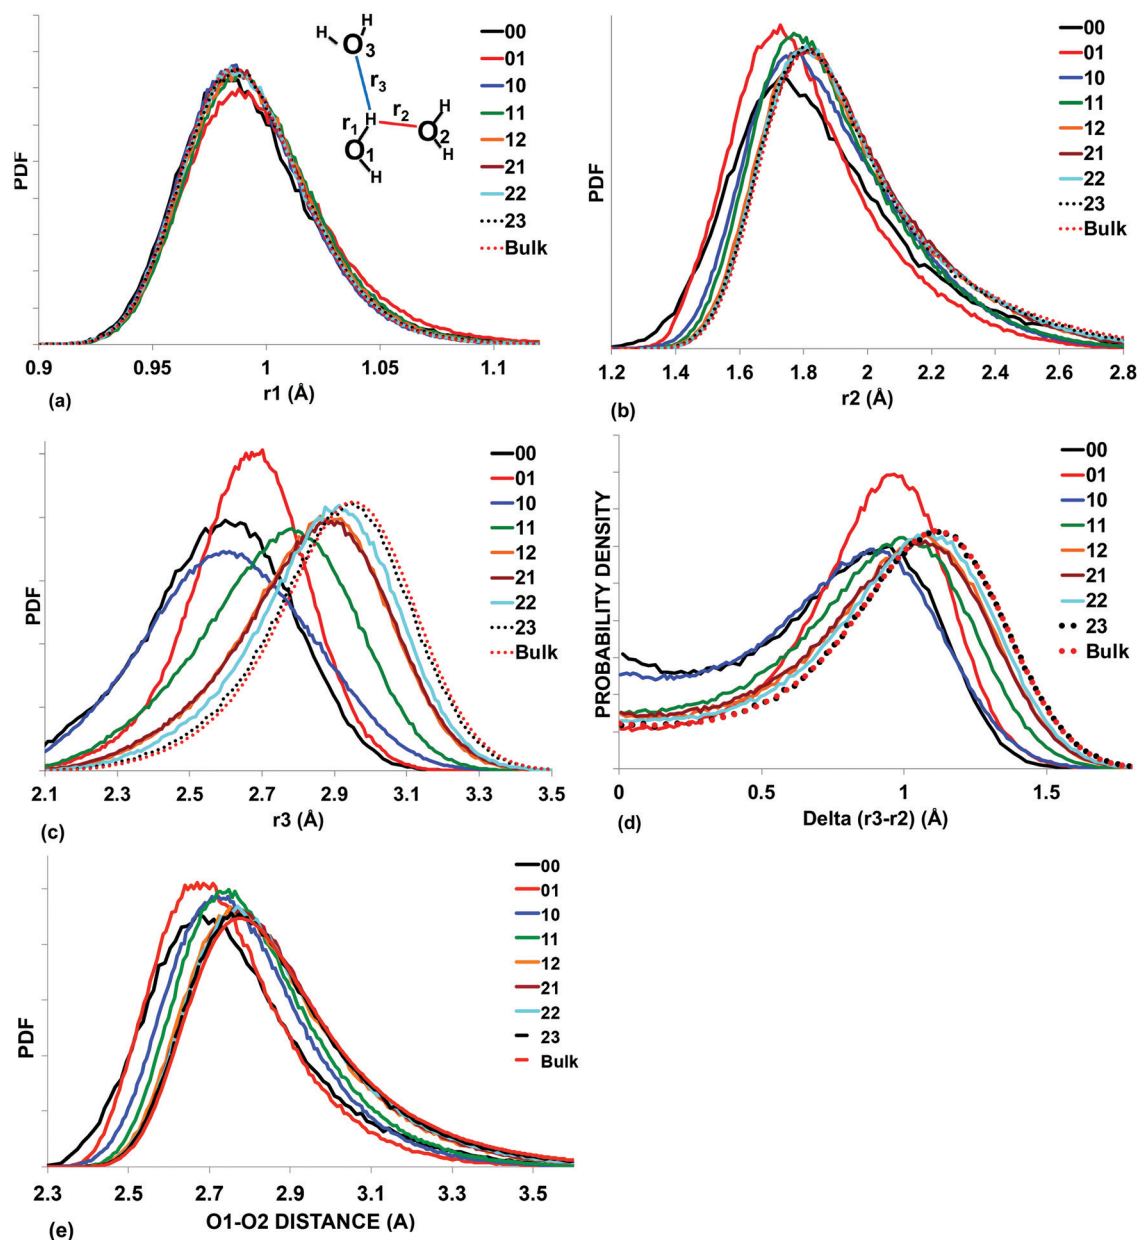 PDF
H
H
O3
r3
r1
H
r2
H
O2
H
O1
H
00
01
10
11
12
21
22
23
Bulk
0.9 0.95 1 1.05 1.1
r1 (Å)
(a)
PDF
00
01
10
11
12
21
22
23
Bulk
1.2 1.4 1.6 1.8 2 2.2 2.4 2.6 2.8
r2 (Å)
(b)
PDF
00
01
10
11
12
21
22
23
Bulk
2.1 2.3 2.5 2.7 2.9 3.1 3.3 3.5
r3 (Å)
(c)
PROBABILITY DENSITY
00
01
10
11
12
21
22
23
Bulk
0 0.5 1 1.5
Delta (r3-r2) (Å)
(d)
PDF
00
01
10
11
12
21
22
23
Bulk
2.3 2.5 2.7 2.9 3.1 3.3 3.5
O1-O2 DISTANCE (A)
(e)